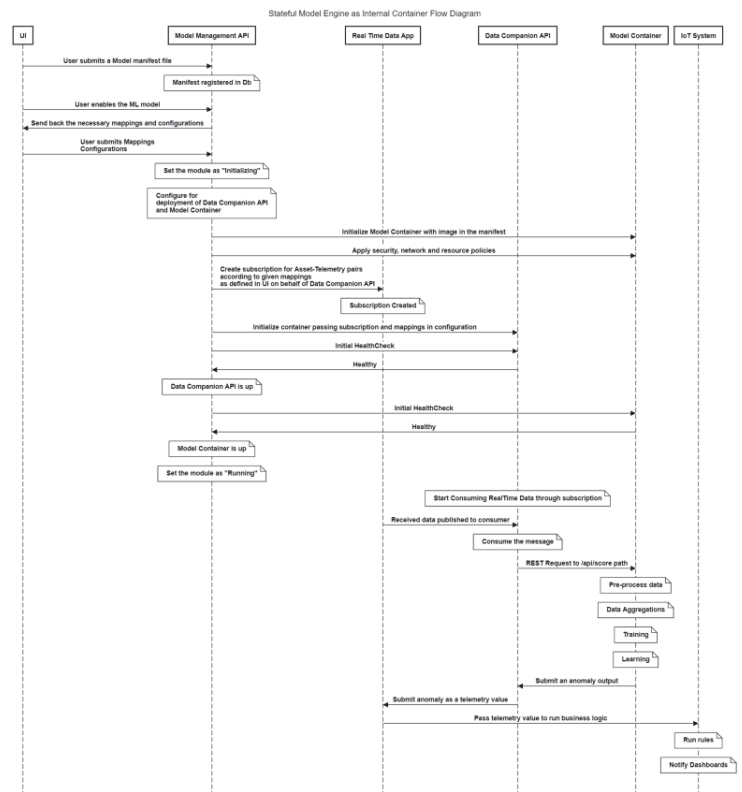 Stateful Model Engine as Internal Container Flow Diagram
UI
Model Management API
Real Time Data App
Data Companion API
Model Container
IoT System
User submits a Model manifest file
Manifest registered in Db
User enables the ML model
Send back the necessary mappings and configurations
User submits Mappings
Configurations
Set the module as "Initializing"
Configure for
deployment of Data Companion API
and Model Container
Initialize Model Container with image in the manifest
Apply security, network and resource policies
Create subscription for Asset-Telemetry pairs
according to given mappings
as defined in UI on behalf of Data Companion API
Subscription Created
Initialize container passing subscription and mappings in configuration
Initial HealthCheck
Healthy
Data Companion API is up
Initial HealthCheck
Healthy
Model Container is up
Set the module as "Running"
Start Consuming RealTime Data through subscription
Received data published to consumer
Consume the message
REST Request to /api/score path
Pre-process data
Data Aggregations
Training
Learning
Submit an anomaly output
Submit anomaly as a telemetry value
Pass telemetry value to run business logic
Run rules
Notify Dashboards